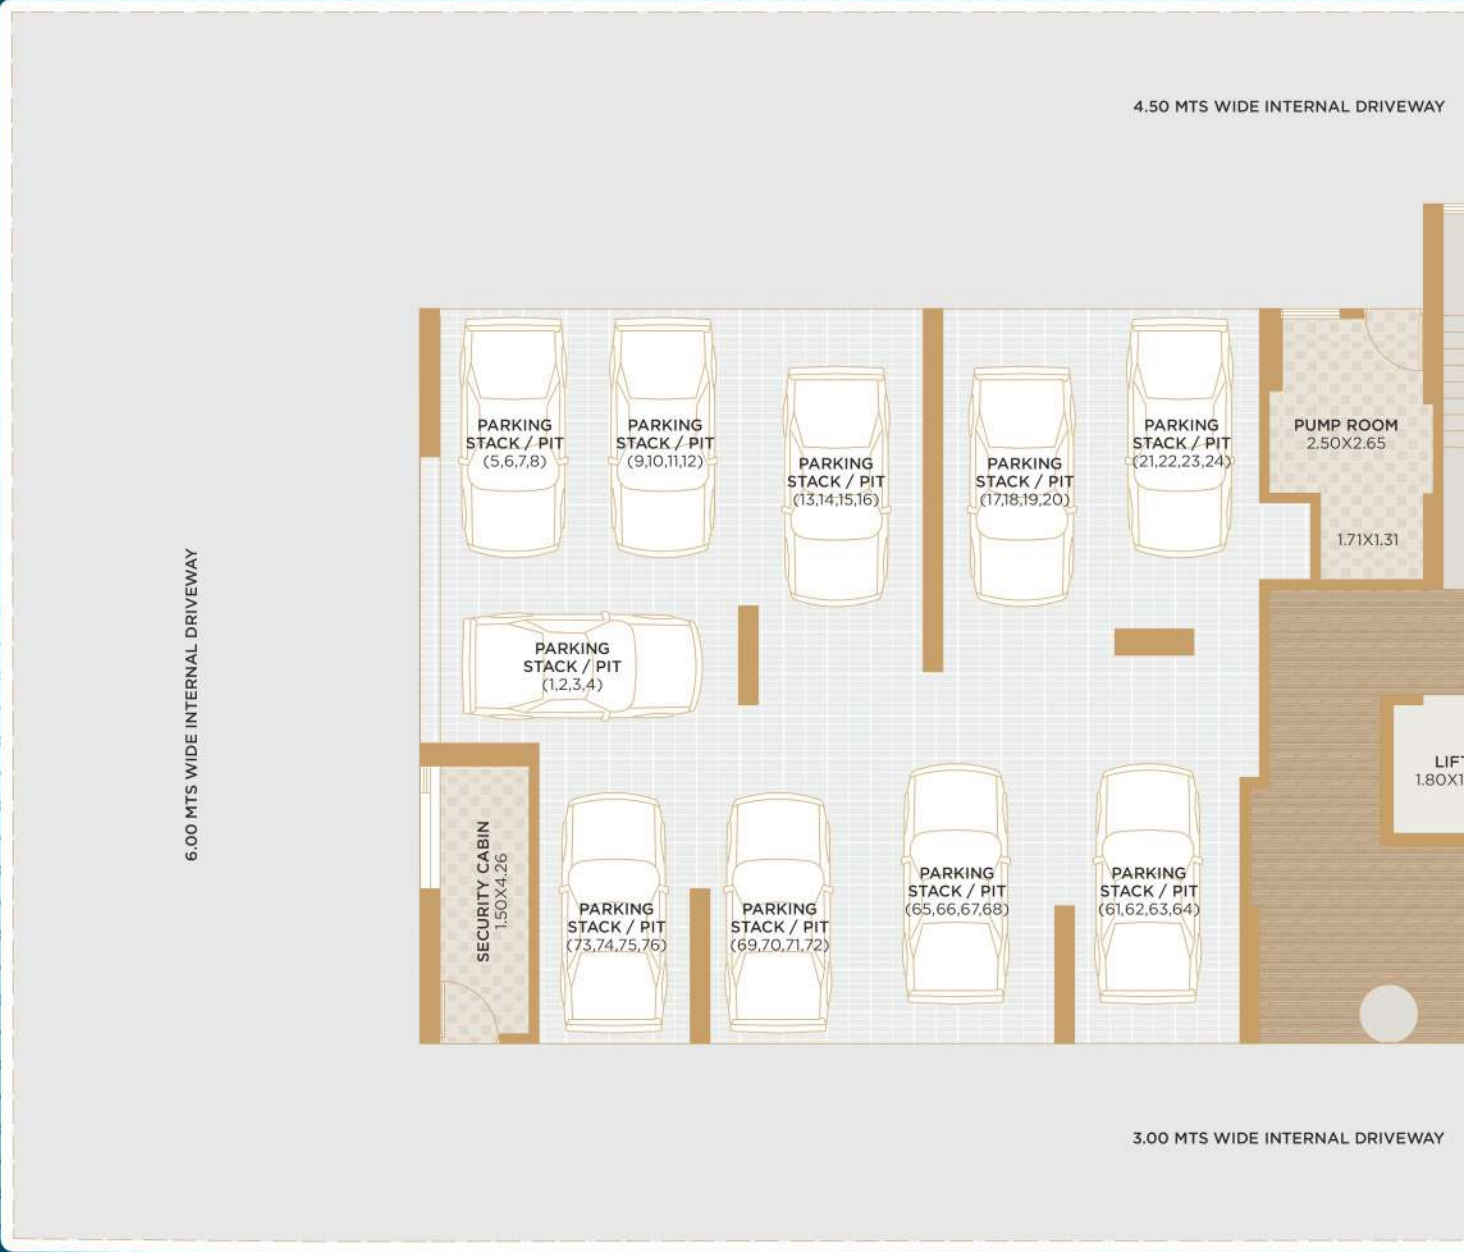 4.50 MTS WIDE INTERNAL DRIVEWAY
PARKING
STACK / PIT
(5,6,7,8)
PARKING
STACK / PIT
(9,10,11,12)
PARKING
STACK / PIT
(13,14,15,16)
PARKING
STACK / PIT
(17,18,19,20)
PARKING
STACK / PIT
(21,22,23,24)
PUMP ROOM
2.50X2.65
1.71X1.31
6.00 MTS WIDE INTERNAL DRIVEWAY
PARKING
STACK / PIT
(1,2,3,4)
LIF
1.80X1
SECURITY CABIN
1.50X4.26
PARKING
STACK / PIT
(73,74,75,76)
PARKING
STACK / PIT
(69,70,71,72)
PARKING
STACK / PIT
(65,66,67,68)
PARKING
STACK / PIT
(61,62,63,64)
3.00 MTS WIDE INTERNAL DRIVEWAY